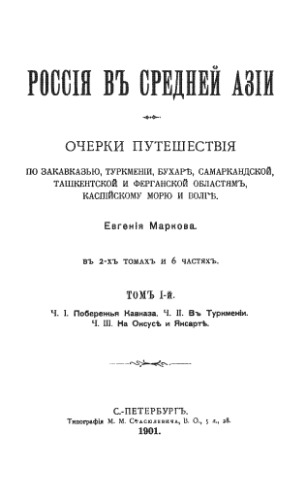 РОССІЯ ВЪ СРЕДНЕЙ АЗІИ
ОЧЕРКИ ПУТЕШЕСТВІЯ
ПО ЗАКАВКАЗЬЮ, ТУРКМЕНІИ, БУХАРѢ, САМАРКАНДСКОЙ,
ТАШКЕНТСКОЙ И ФЕРГАНСКОЙ ОБЛАСТЯМЪ,
КАСПІЙСКОМУ МОРЮ И ВОЛГѢ.
Евгенія Маркова.
ВЪ 2-ХЪ ТОМАХЪ И 6 ЧАСТЯХЪ.
ТОМЪ I-й.
Ч. I. Побережья Кавказа. Ч. II. Въ Туркменіи.
Ч. III. На Оксусѣ и Яксартѣ.
С.-ПЕТЕРБУРГЪ.
Типографія М. М. Стасюлевича, В. О., 5 л., 28.
1901.